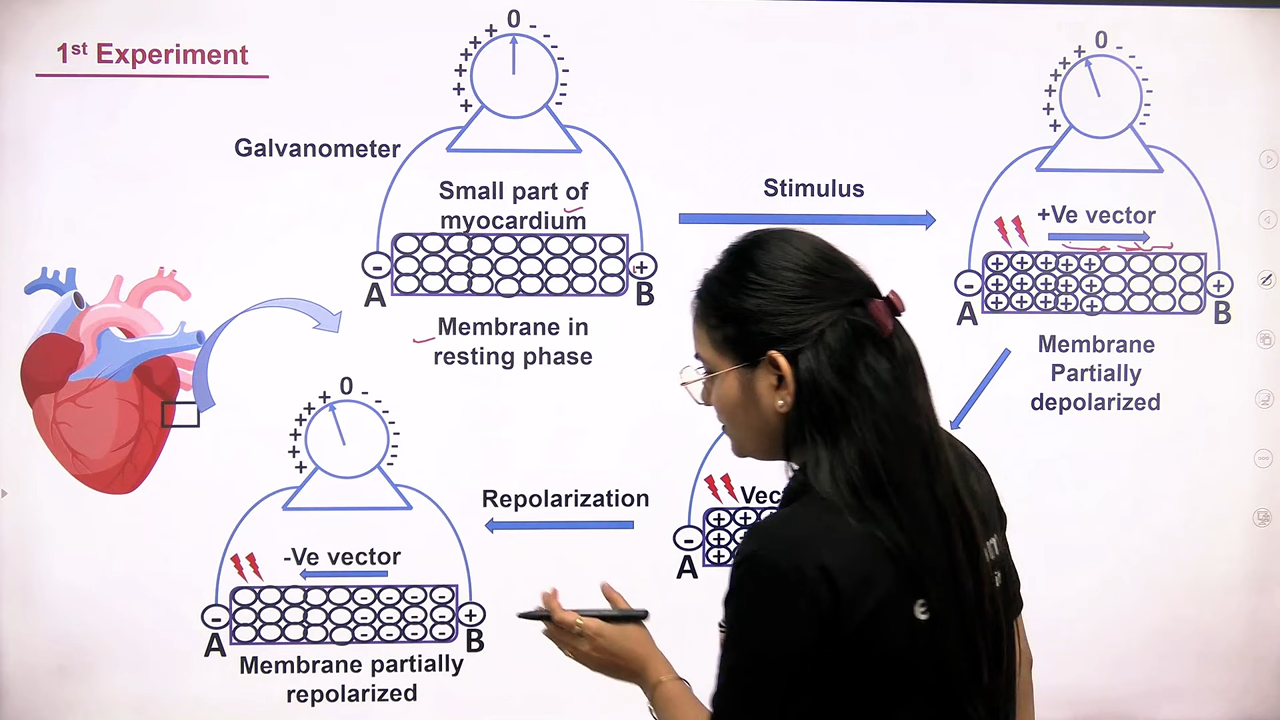 1st Experiment
0
Galvanometer
Small part of
myocardium
-
+
A
B
Membrane in
resting phase
Stimulus
0
+Ve vector
-
+
A
B
Membrane
Partially
depolarized
A
Repolarization
0
-Ve vector
-
+
A
B
Membrane partially
repolarized